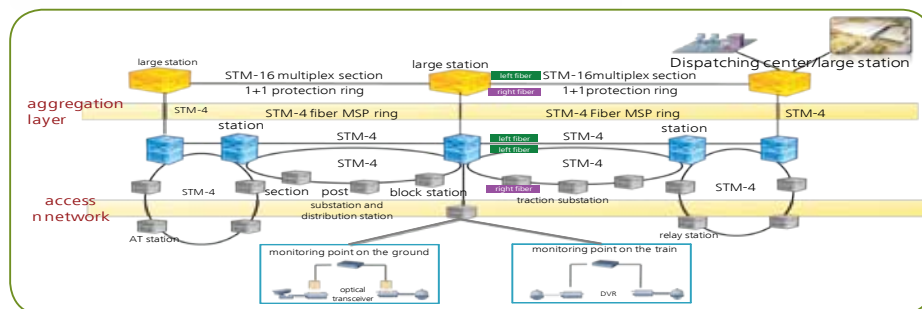 large station
large station
left fiber
Dispatching center/large station
STM-16 multiplex section
STM-16multiplex section
1+1 protection ring
right fiber
1+1protection ring
aggregation
layer
STM-4
STM-4 fiber MSP ring
STM-4 Fiber MSP ring
STM-4
station
STM-4
left fiber
STM-4
station
left fiber
STM-4
STM-4
STM-4
STM-4
section
post
block station
right fiber
traction substation
access
n network
substation and
distribution station
AT station
relay station
monitoring point on the ground
monitoring point on the train
optical
transceiver
DVR